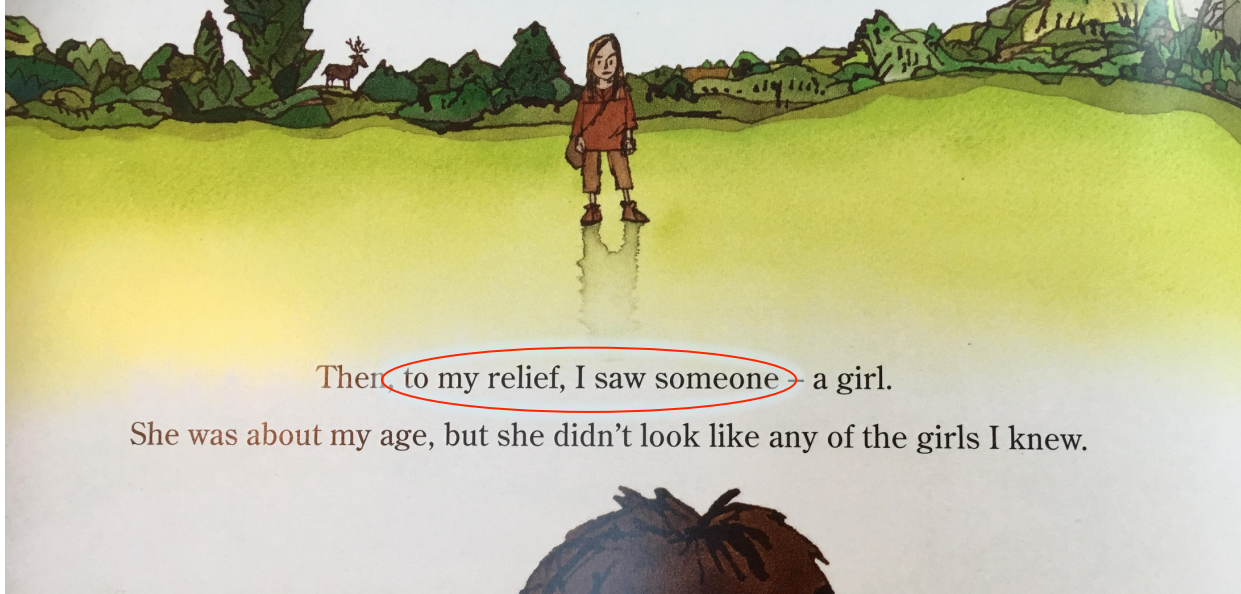 Then, to my relief, I saw someone – a girl.
She was about my age, but she didn’t look like any of the girls I knew.